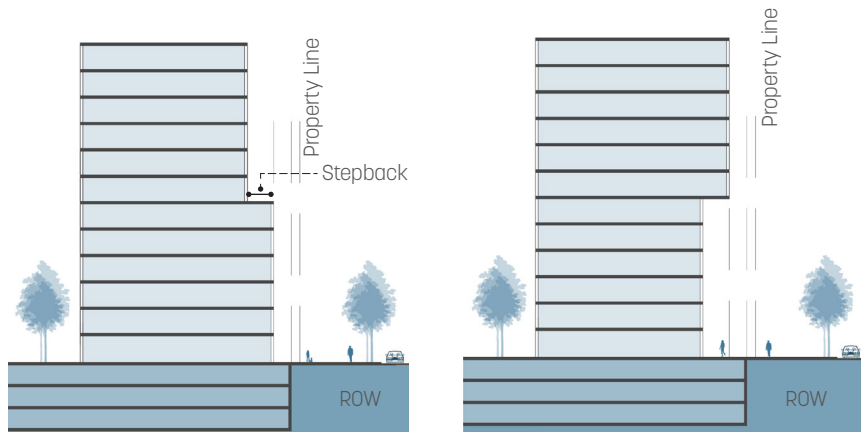 Property Line
Stepback
ROW
Property Line
ROW